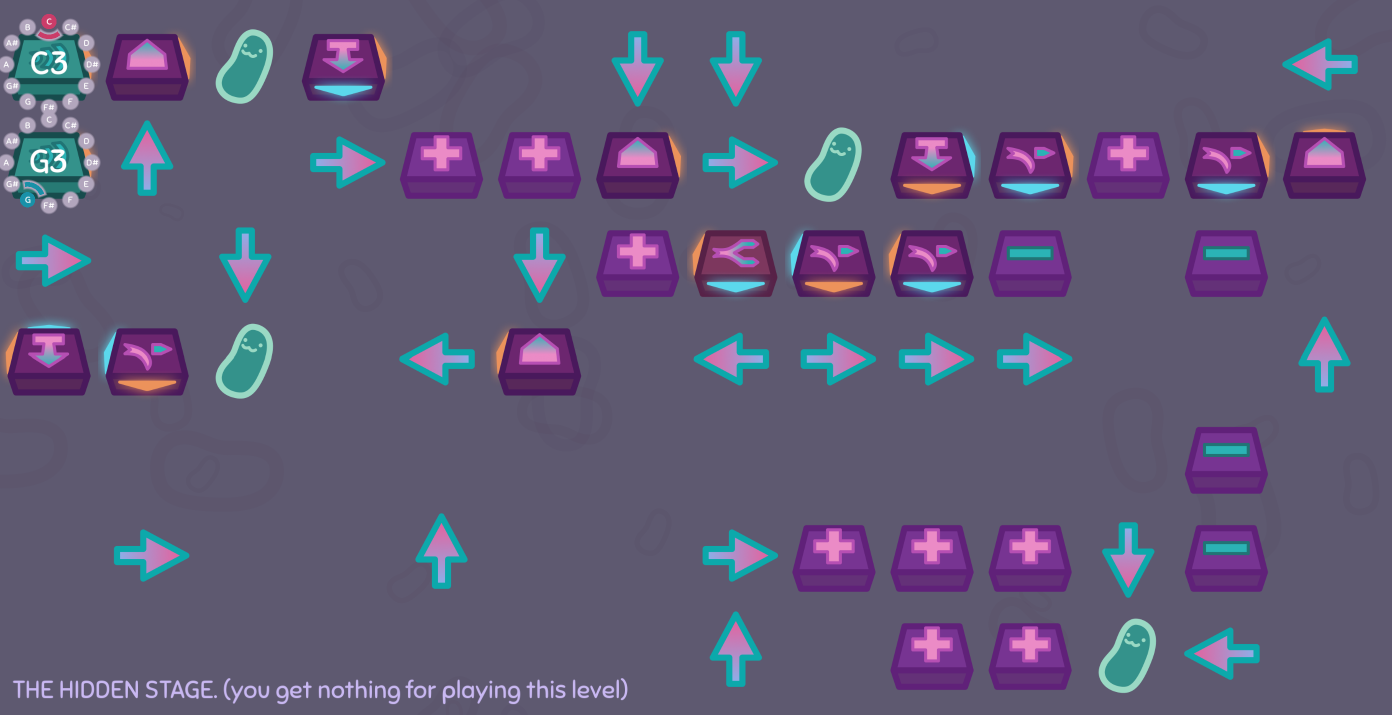 C
B C#
A# D
C3
A D#
G# E
G F
F#
C
B C#
A# D
G3
A D#
G# E
G F
F#
THE HIDDEN STAGE. (you get nothing for playing this level)